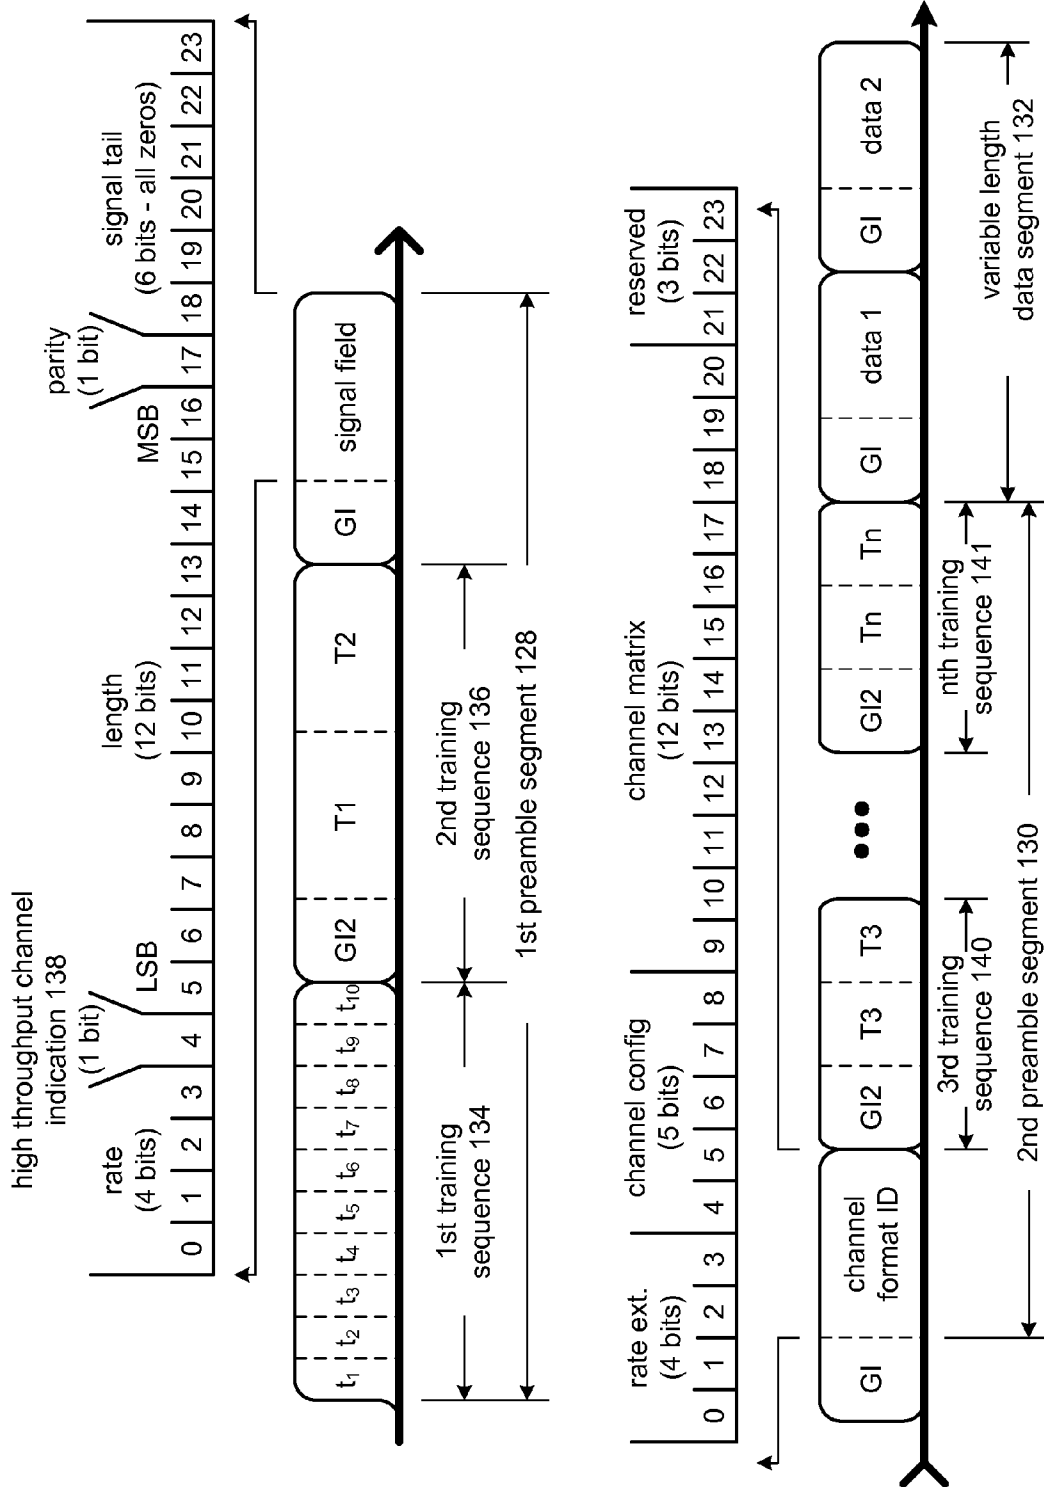 high throughput channel
indication 138
(1 bit)
rate
(4 bits)
LSB
length
(12 bits)
MSB
parity
(1 bit)
signal tail
(6 bits - all zeros)
0 1 2 3 4 5 6 7 8 9 10 11 12 13 14 15 16 17 18 19 20 21 22 23
t1 t2 t3 t4 t5 t6 t7 t8 t9 t10 GI2 T1 T2 GI signal field
1st training
sequence 134
2nd training
sequence 136
1st preamble segment 128
rate ext.
(4 bits)
channel config
(5 bits)
channel matrix
(12 bits)
reserved
(3 bits)
0 1 2 3 4 5 6 7 8 9 10 11 12 13 14 15 16 17 18 19 20 21 22 23
GI channel
format ID
GI2 T3 T3 GI2 Tn Tn GI data 1 GI data 2
3rd training
sequence 140
nth training
sequence 141
variable length
data segment 132
2nd preamble segment 130